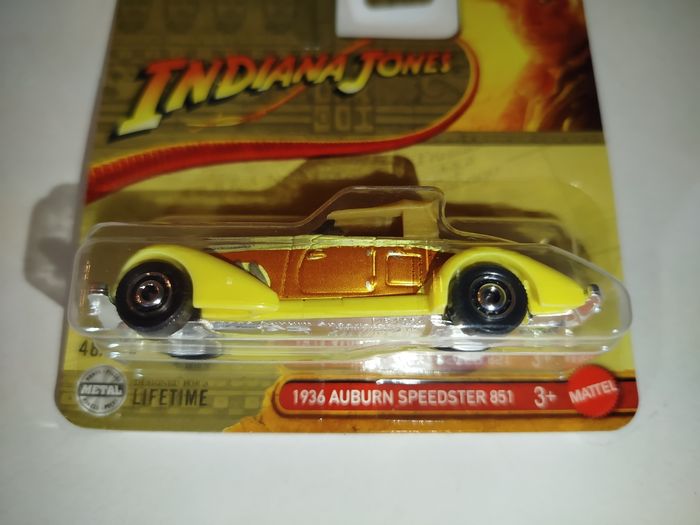 INDIANA JONES
METAL
LIFETIME
1936 AUBURN SPEEDSTER 851 3+ MATTEL